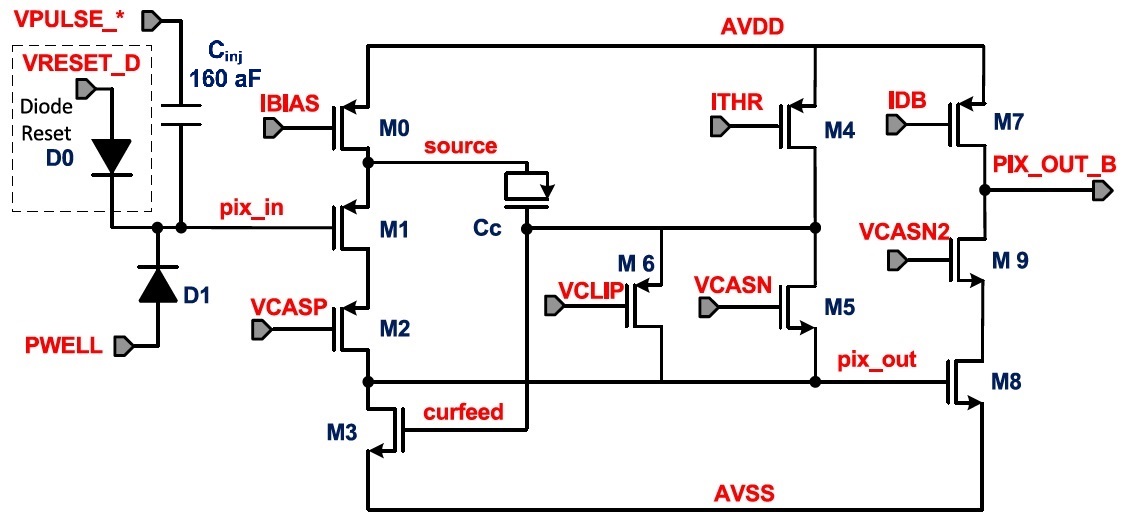 VPULSE_*
AVDD
VRESET_D
C inj
160 aF
Diode
Reset
D0
IBIAS
M0
ITHR
M4
IDB
M7
source
PIX_OUT_B
pix_in
M1
Cc
VCASN2
M 9
M 6
VCLIP
VCASN
M5
D1
VCASP
M2
PWELL
pix_out
M8
curfeed
M3
AVSS